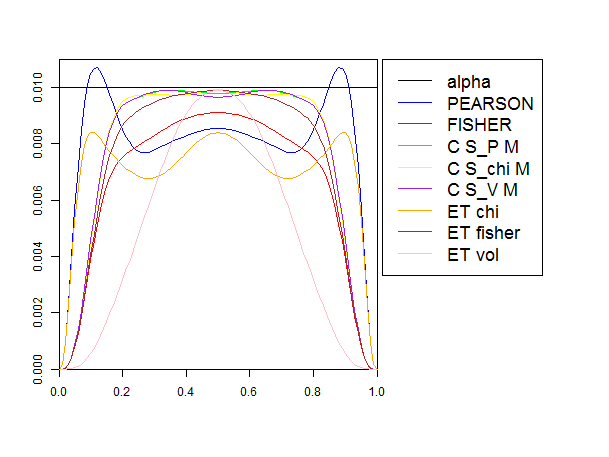 0.010
0.008
0.006
0.004
0.002
0.000
0.0 0.2 0.4 0.6 0.8 1.0
alpha
PEARSON
FISHER
C S_P M
C S_chi M
C S_V M
ET chi
ET fisher
ET vol